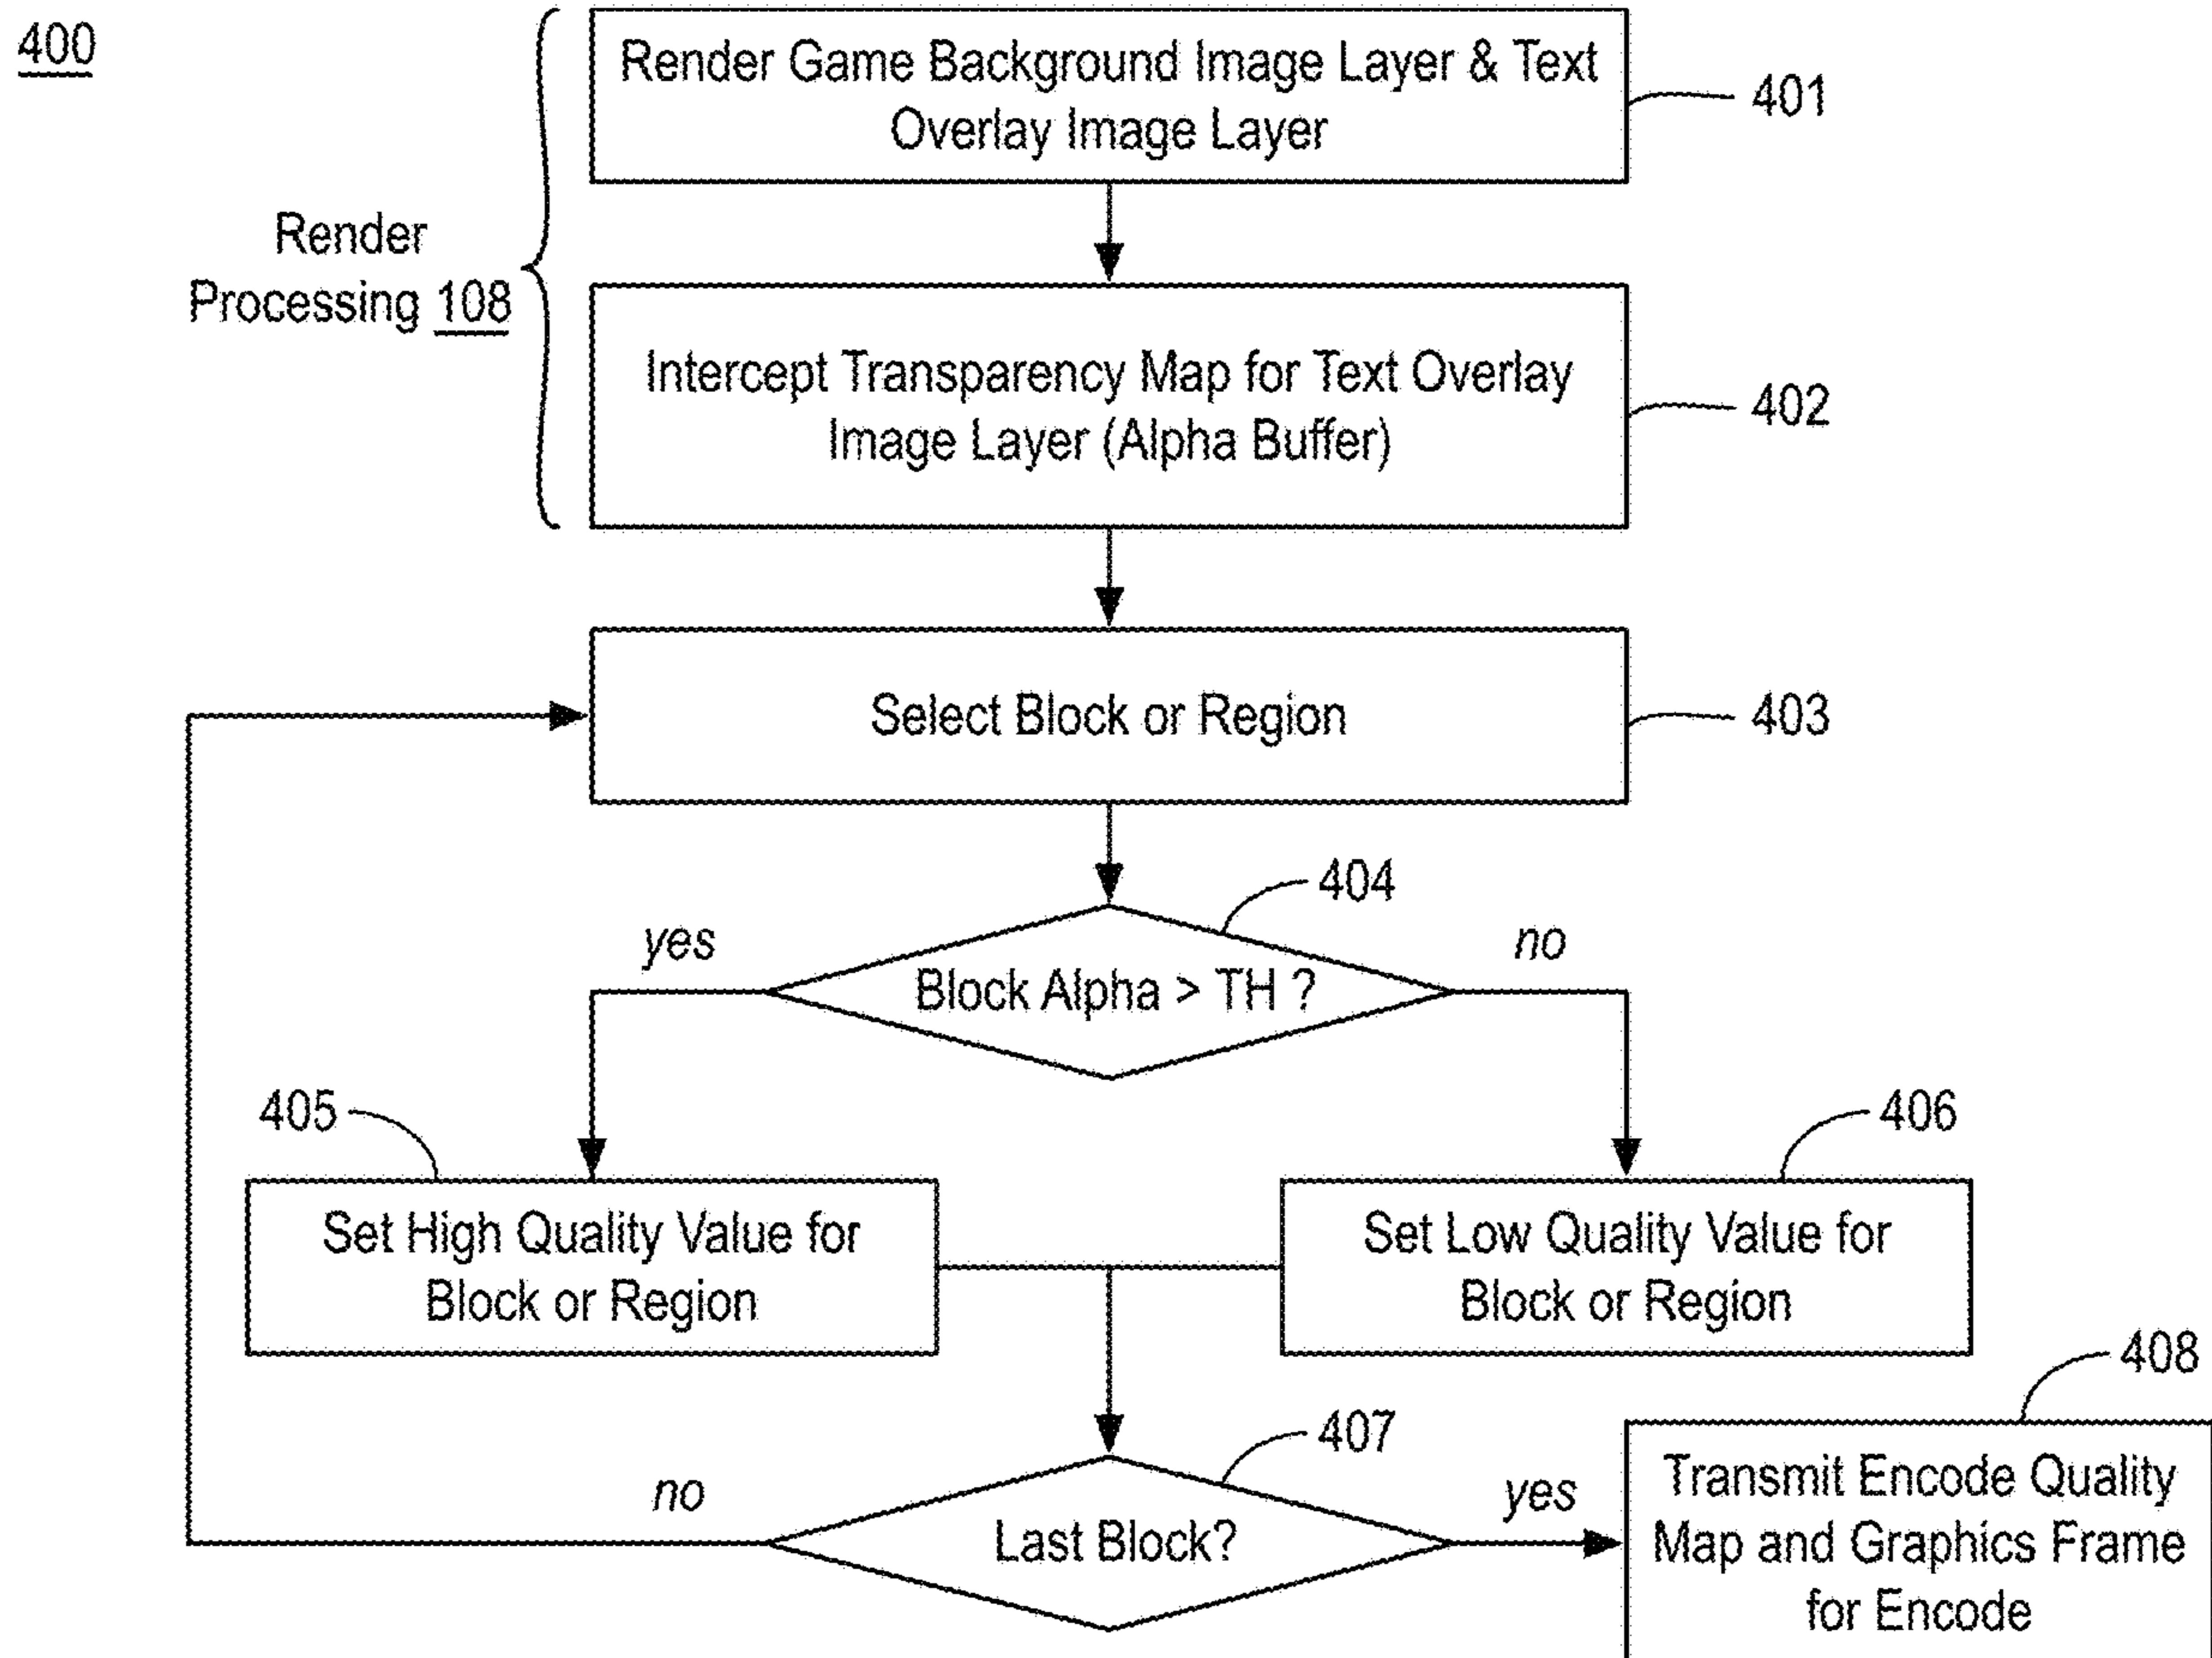 400
Render Game Background Image Layer & Text
Overlay Image Layer
401
Render
Processing 108
Intercept Transparency Map for Text Overlay
Image Layer (Alpha Buffer)
402
Select Block or Region
403
404
yes
Block Alpha > TH ?
no
405
406
Set High Quality Value for
Block or Region
Set Low Quality Value for
Block or Region
408
407
no
Last Block?
yes
Transmit Encode Quality
Map and Graphics Frame
for Encode